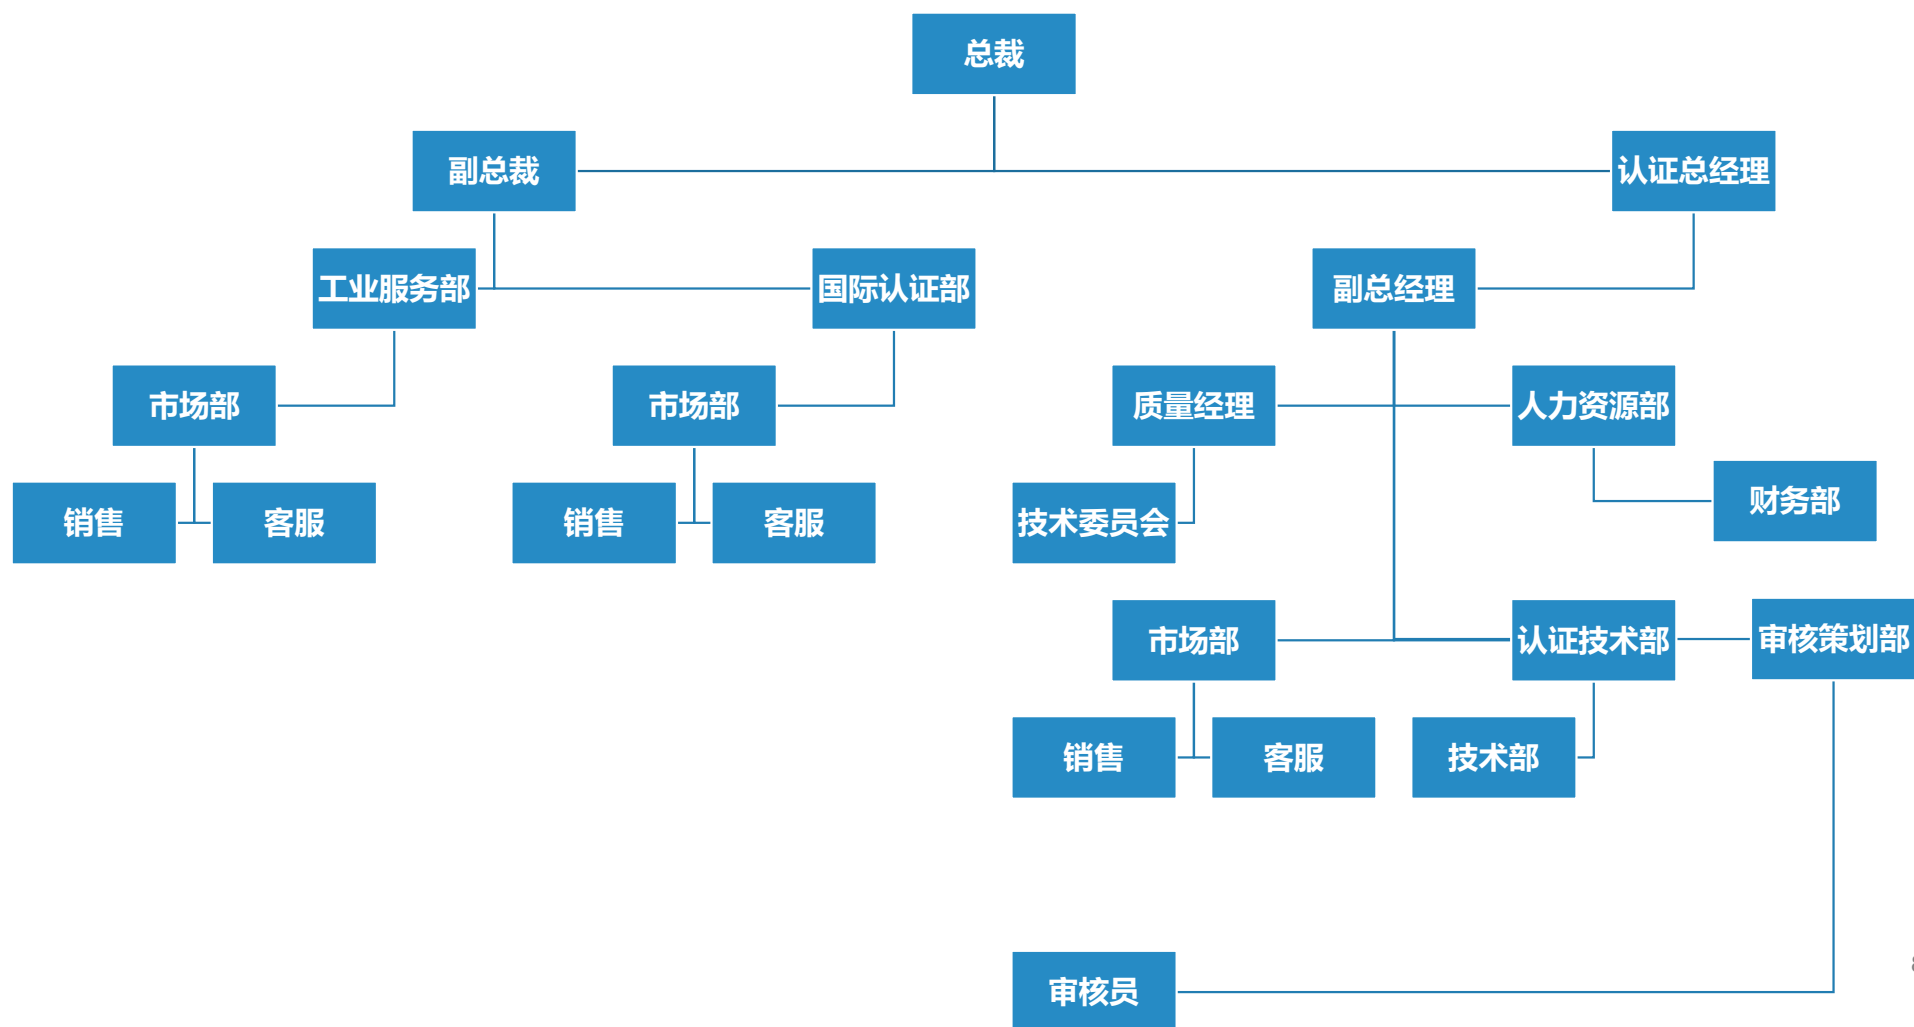 总裁
副总裁
认证总经理
工业服务部
国际认证部
副总经理
市场部
市场部
质量经理
人力资源部
销售
客服
销售
客服
技术委员会
财务部
市场部
认证技术部
审核策划部
销售
客服
技术部
审核员